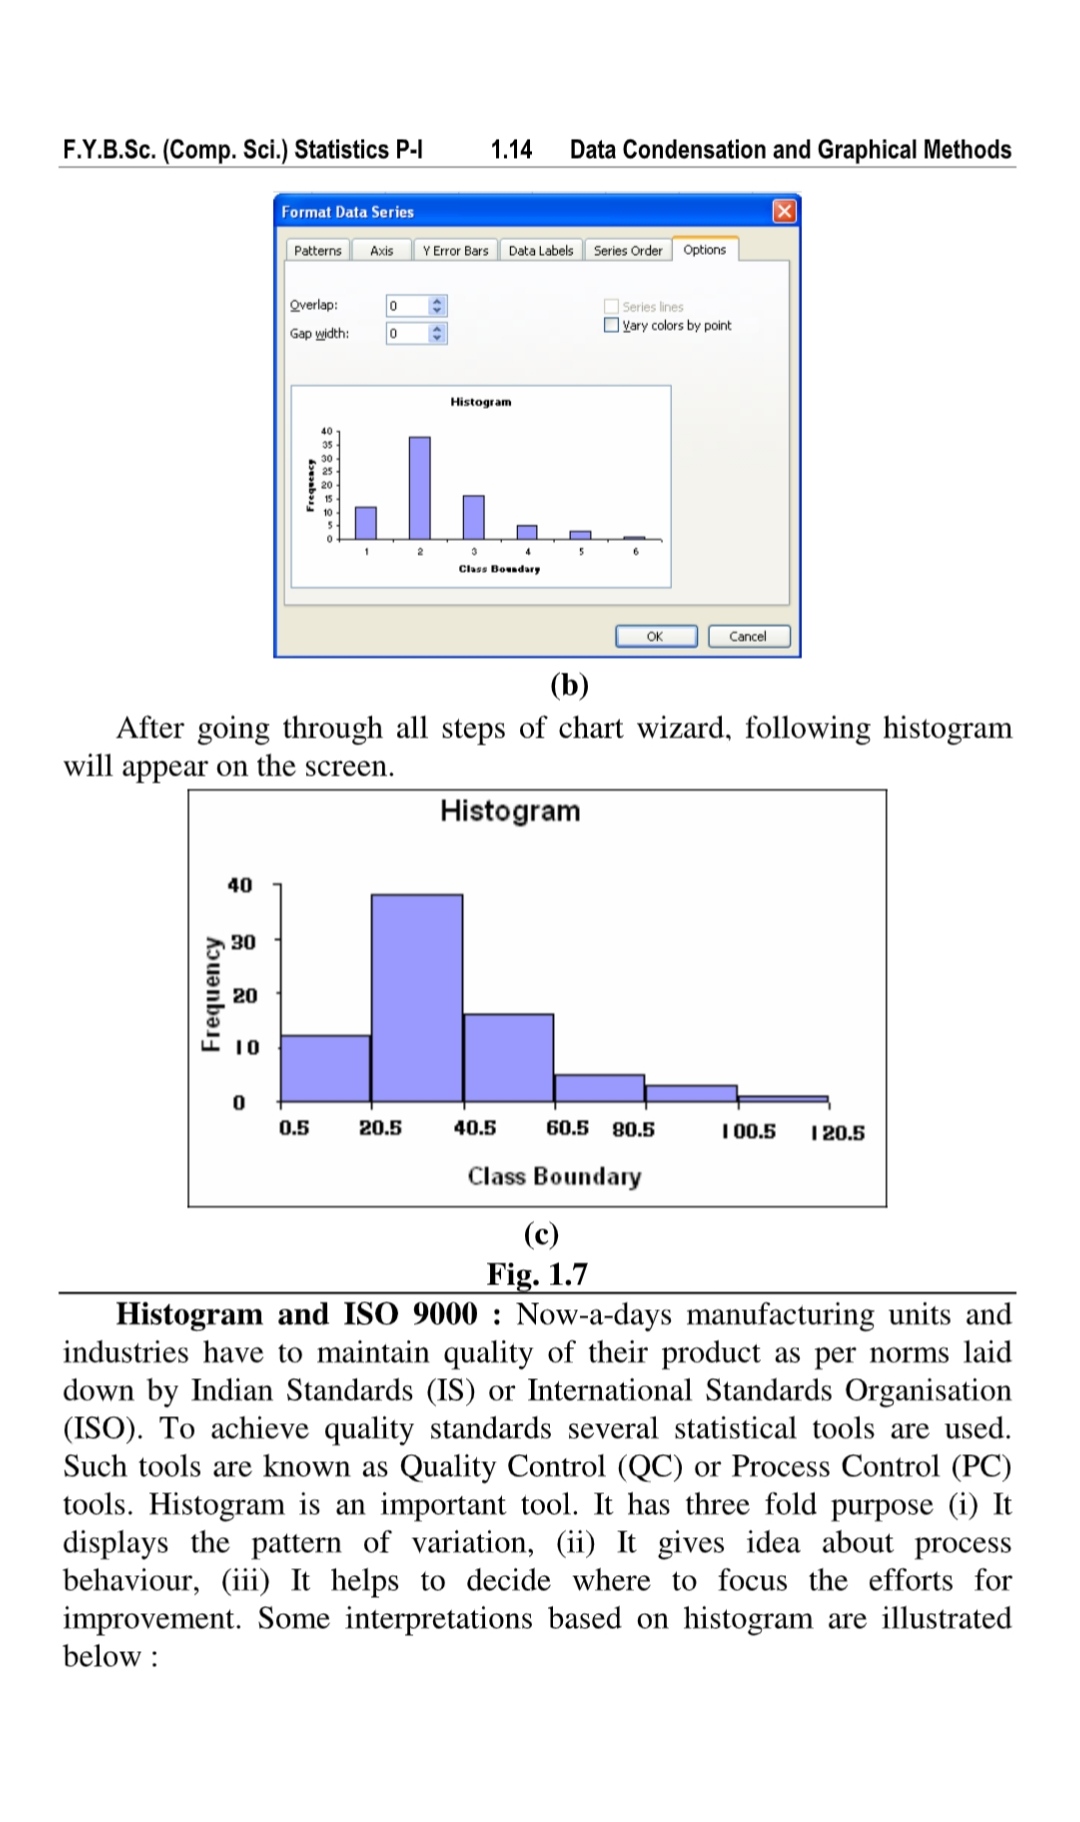 F.Y.B.Sc. (Comp. Sci.) Statistics P-I 1.14 Data Condensation and Graphical Methods
Format Data Series
Patterns Axis Y Error Bars Data Labels Series Order Options
Overlap: 0 Series lines
Gap width: 0 Vary colors by point
Histogram
40
35
30
25
20
15
10
5
0
Frequency
1 2 3 4 5 6
Class Boundary
OK Cancel
(b)
After going through all steps of chart wizard, following histogram
will appear on the screen.
Histogram
40
30
20
10
0
Frequency
0.5 20.5 40.5 60.5 80.5 100.5 120.5
Class Boundary
(c)
Fig. 1.7
Histogram and ISO 9000 : Now-a-days manufacturing units and
industries have to maintain quality of their product as per norms laid
down by Indian Standards (IS) or International Standards Organisation
(ISO). To achieve quality standards several statistical tools are used.
Such tools are known as Quality Control (QC) or Process Control (PC)
tools. Histogram is an important tool. It has three fold purpose (i) It
displays the pattern of variation, (ii) It gives idea about process
behaviour, (iii) It helps to decide where to focus the efforts for
improvement. Some interpretations based on histogram are illustrated
below :